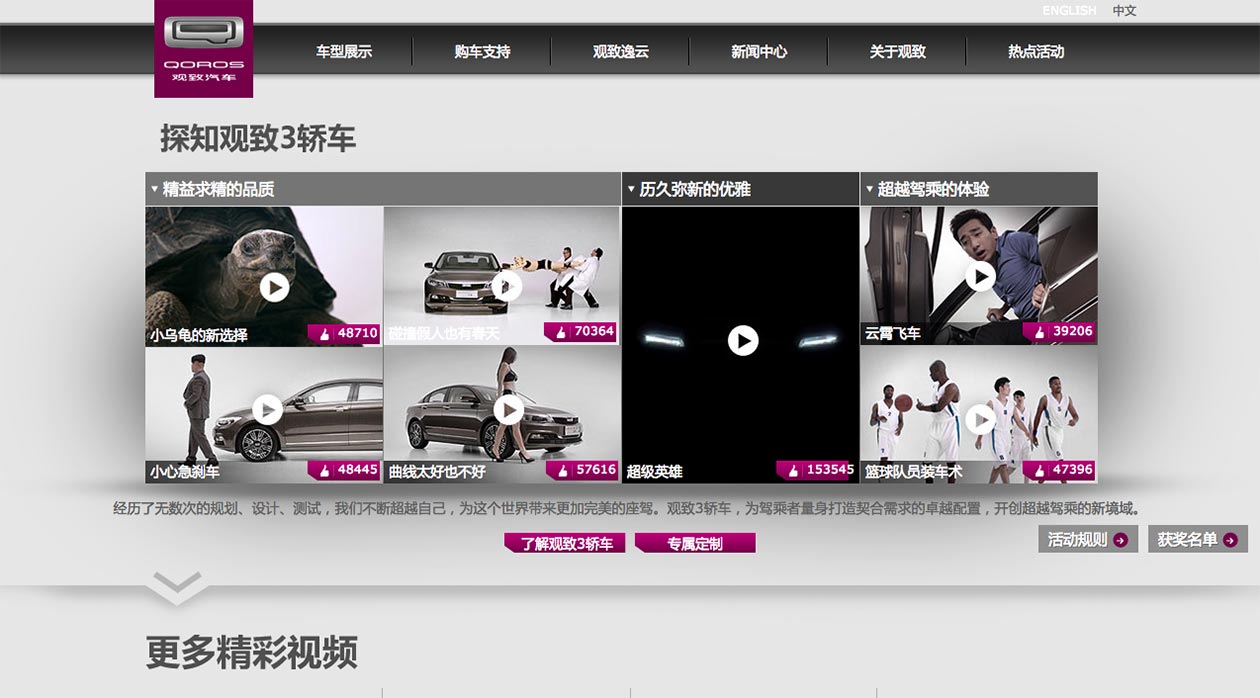 ENGLISH 中文
QOROS
观致汽车
车型展示 购车支持 观致逸云 新闻中心 关于观致 热点活动
探知观致3轿车
精益求精的品质 历久弥新的优雅 超越驾乘的体验
小乌龟的新选择 48710
碰撞假人也有春天 70364
云霄飞车 39206
小心急刹车 48445
曲线太好也不好 57616
超级英雄 153545
篮球队员装车术 47396
经历了无数次的规划、设计、测试，我们不断超越自己，为这个世界带来更加完美的座驾。观致3轿车，为驾乘者量身打造契合需求的卓越配置，开创超越驾乘的新境域。
了解观致3轿车 专属定制
活动规则 获奖名单
更多精彩视频